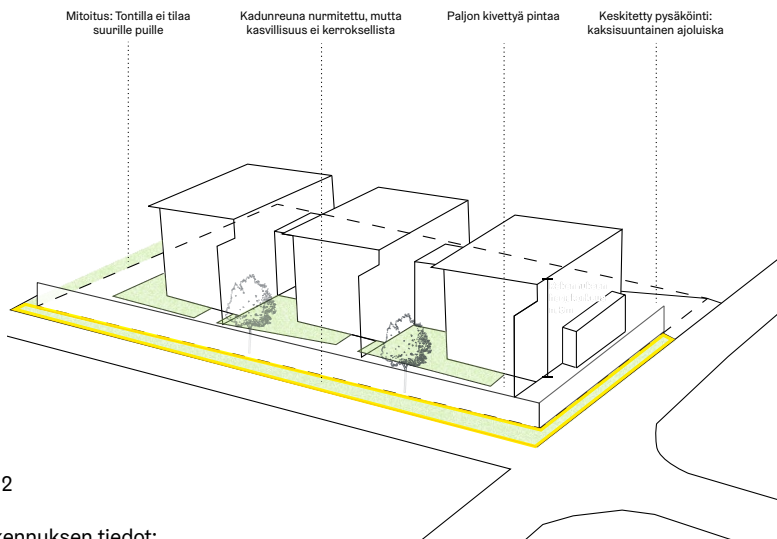 Mitoitus: Tontilla ei tilaa
suurille puille
Kadunreuna nurmitettu, mutta
kasvillisuus ei kerroksellista
Paljon kivettyä pintaa
Keskitetty pysäköinti:
kaksisuuntainen ajoluiska
2
kennuksen tiedot: